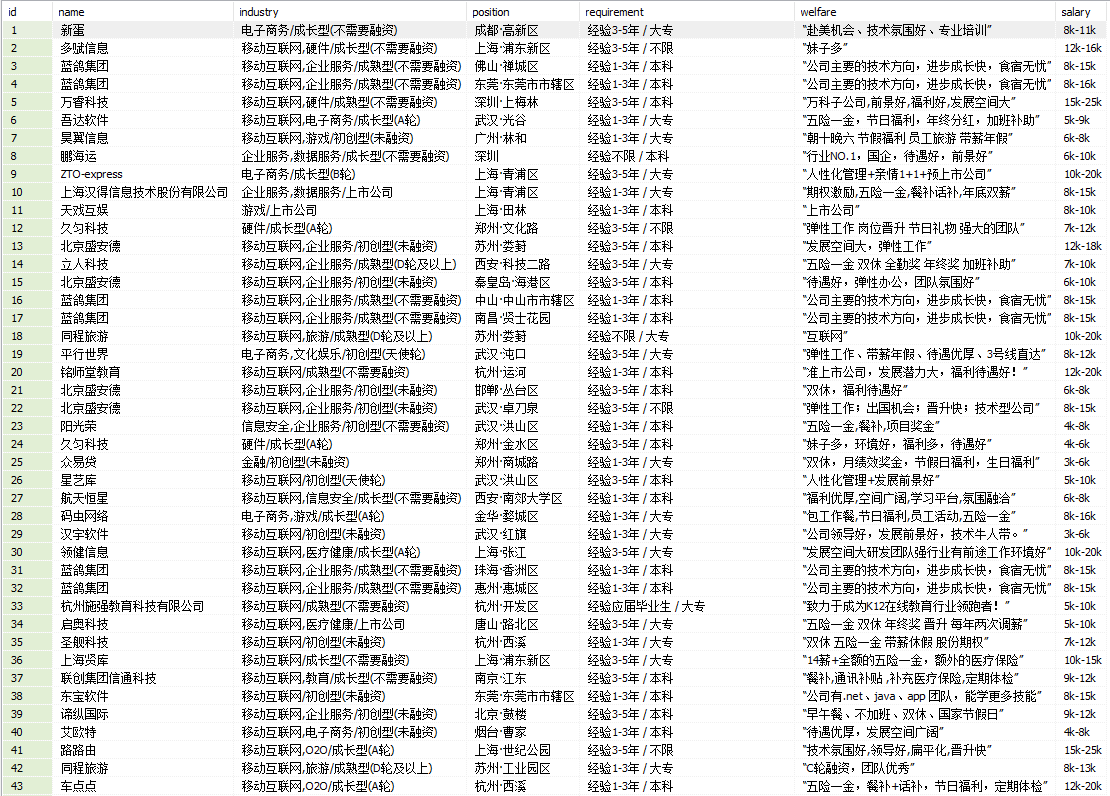 id name industry position requirement welfare salary
1 新蛋 电子商务/成长型(不需要融资) 成都·高新区 经验3-5年 / 大专 “赴美机会、技术氛围好、专业培训” 8k-11k
2 多赋信息 移动互联网,硬件/成长型(不需要融资) 上海·浦东新区 经验3-5年 / 本科 “妹子多” 12k-16k
3 蓝鸽集团 移动互联网,企业服务/成熟型(不需要融资) 佛山·禅城区 经验1-3年 / 本科 “公司主要的技术方向，进步成长快，食宿无忧” 8k-15k
4 蓝鸽集团 移动互联网,企业服务/成熟型(不需要融资) 东莞·东莞市市辖区 经验1-3年 / 本科 “公司主要的技术方向，进步成长快，食宿无忧” 8k-16k
5 万睿科技 移动互联网,硬件/成熟型(不需要融资) 深圳·上梅林 经验3-5年 / 本科 “万科子公司,前景好,福利好,发展空间大” 15k-25k
6 吾达软件 移动互联网,电子商务/成长型(A轮) 武汉·光谷 经验1-3年 / 大专 “五险一金，节日福利，年终分红，加班补助” 5k-9k
7 昊翼信息 移动互联网,游戏/初创型(未融资) 广州·林和 经验1-3年 / 本科 “朝十晚六 节假福利 员工旅游 带薪年假” 6k-8k
8 鹏海运 企业服务,数据服务/成长型(不需要融资) 深圳 经验不限 / 本科 “行业NO.1，国企，待遇好，前景好” 6k-10k
9 ZTO-express 电子商务/成长型(B轮) 上海·青浦区 经验3-5年 / 大专 “人性化管理+亲情1+1+预上市公司” 10k-20k
10 上海汉得信息技术股份有限公司 企业服务,数据服务/上市公司 上海·青浦区 经验1-3年 / 本科 “期权激励,五险一金,餐补话补,年底双薪” 8k-15k
11 天戏互娱 游戏/上市公司 上海·田林 经验1-3年 / 本科 “上市公司” 8k-10k
12 久匀科技 硬件/成长型(A轮) 郑州·文化路 经验3-5年 / 不限 “弹性工作 岗位晋升 节日礼物 强大的团队” 7k-12k
13 北京盛安德 移动互联网,企业服务/初创型(未融资) 苏州·娄葑 经验3-5年 / 本科 “发展空间大，弹性工作” 12k-18k
14 立人科技 移动互联网,企业服务/成熟型(D轮及以上) 西安·科技二路 经验3-5年 / 本科 “五险一金 双休 全勤奖 年终奖 加班补助” 7k-10k
15 北京盛安德 移动互联网,企业服务/初创型(未融资) 秦皇岛·海港区 经验3-5年 / 本科 “待遇好，弹性办公，团队氛围好” 6k-10k
16 蓝鸽集团 移动互联网,企业服务/成熟型(不需要融资) 中山·中山市市辖区 经验1-3年 / 本科 “公司主要的技术方向，进步成长快，食宿无忧” 8k-15k
17 蓝鸽集团 移动互联网,企业服务/成熟型(不需要融资) 南昌·贤士花园 经验1-3年 / 本科 “公司主要的技术方向，进步成长快，食宿无忧” 8k-15k
18 同程旅游 移动互联网,旅游/成熟型(D轮及以上) 苏州·娄葑 经验不限 / 大专 “互联网” 10k-20k
19 平行世界 电子商务,文化娱乐/初创型(天使轮) 武汉·沌口 经验3-5年 / 大专 “弹性工作、带薪年假、待遇优厚、3号线直达” 8k-12k
20 铭师堂教育 移动互联网/成熟型(不需要融资) 杭州·运河 经验3-5年 / 大专 “准上市公司，发展潜力大，福利待遇好！” 12k-20k
21 北京盛安德 移动互联网,企业服务/初创型(未融资) 邯郸·丛台区 经验3-5年 / 本科 “双休，福利待遇好” 6k-8k
22 北京盛安德 移动互联网,企业服务/初创型(未融资) 武汉·卓刀泉 经验3-5年 / 不限 “弹性工作；出国机会；晋升快；技术型公司” 8k-15k
23 阳光荣 信息安全,企业服务/初创型(不需要融资) 武汉·洪山区 经验1-3年 / 大专 “五险一金,餐补,项目奖金” 4k-8k
24 久匀科技 硬件/成长型(A轮) 郑州·金水区 经验1-3年 / 本科 “妹子多，环境好，福利多，待遇好” 4k-6k
25 众易贷 金融/初创型(未融资) 郑州·商城路 经验1-3年 / 大专 “双休，月绩效奖金，节假日福利，生日福利” 3k-6k
26 星艺库 移动互联网/初创型(天使轮) 武汉·洪山区 经验1-3年 / 本科 “人性化管理+发展前景好” 5k-10k
27 航天恒星 移动互联网,信息安全/成长型(不需要融资) 西安·南郊大学区 经验1-3年 / 本科 “福利优厚,空间广阔,学习平台,氛围融洽” 6k-8k
28 码虫网络 电子商务,游戏/成长型(A轮) 金华·婺城区 经验1-3年 / 大专 “包工作餐,节日福利,员工活动,五险一金” 8k-16k
29 汉宇软件 移动互联网/初创型(未融资) 武汉·红旗 经验1-3年 / 大专 “公司领导好，发展前景好，技术牛人带。” 3k-6k
30 领健信息 移动互联网,医疗健康/成长型(A轮) 上海·张江 经验3-5年 / 大专 “发展空间大研发团队强行业有前途工作环境好” 10k-20k
31 蓝鸽集团 移动互联网,企业服务/成熟型(不需要融资) 珠海·香洲区 经验1-3年 / 本科 “公司主要的技术方向，进步成长快，食宿无忧” 8k-15k
32 蓝鸽集团 移动互联网,企业服务/成熟型(不需要融资) 惠州·惠城区 经验1-3年 / 本科 “公司主要的技术方向，进步成长快，食宿无忧” 8k-15k
33 杭州施强教育科技有限公司 移动互联网/成熟型(不需要融资) 杭州·开发区 经验应届毕业生 / 大专 “致力于成为K12在线教育行业领跑者！” 5k-10k
34 启奥科技 移动互联网,医疗健康/上市公司 唐山·路北区 经验3-5年 / 大专 “五险一金 双休 年终奖 晋升 每年两次调薪” 5k-10k
35 圣舰科技 移动互联网/初创型(未融资) 杭州·西溪 经验1-3年 / 大专 “双休 五险一金 带薪休假 股份期权” 7k-12k
36 上海贤库 移动互联网/成长型(不需要融资) 上海·浦东新区 经验3-5年 / 大专 “14薪+全额的五险一金，额外的医疗保险” 10k-15k
37 联创集团信通科技 移动互联网,教育/成长型(不需要融资) 南京·江东 经验3-5年 / 大专 “餐补,通讯补贴 ,补充医疗保险,定期体检” 9k-12k
38 东宝软件 移动互联网/初创型(未融资) 东莞·东莞市市辖区 经验1-3年 / 本科 “公司有.net、java、app 团队，能学更多技能” 8k-15k
39 谛纵国际 移动互联网,企业服务/初创型(未融资) 北京·鼓楼 经验3-5年 / 本科 “早午餐、不加班、双休、国家节假日” 9k-12k
40 艾欧特 移动互联网,电子商务/初创型(未融资) 烟台·曹家 经验1-3年 / 本科 “待遇优厚，发展空间广阔” 4k-8k
41 路路由 移动互联网,O2O/成长型(A轮) 上海·世纪公园 经验3-5年 / 不限 “技术氛围好,领导好,扁平化,晋升快” 15k-25k
42 同程旅游 移动互联网,旅游/成熟型(D轮及以上) 苏州·工业园区 经验1-3年 / 大专 “C轮融资，团队优秀” 8k-13k
43 车点点 移动互联网,O2O/成长型(A轮) 杭州·西溪 经验1-3年 / 本科 “五险一金，餐补+话补，节日福利，定期体检” 12k-20k